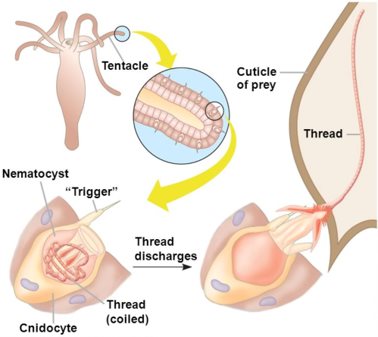 Tentacle
Cuticle
of prey
Thread
Nematocyst
“Trigger”
Thread
discharges
Thread
(coiled)
Cnidocyte